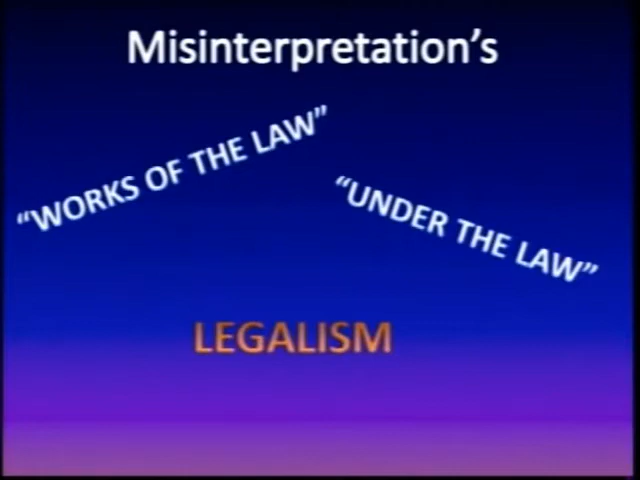 Misinterpretation's
“WORKS OF THE LAW”
“UNDER THE LAW”
LEGALISM